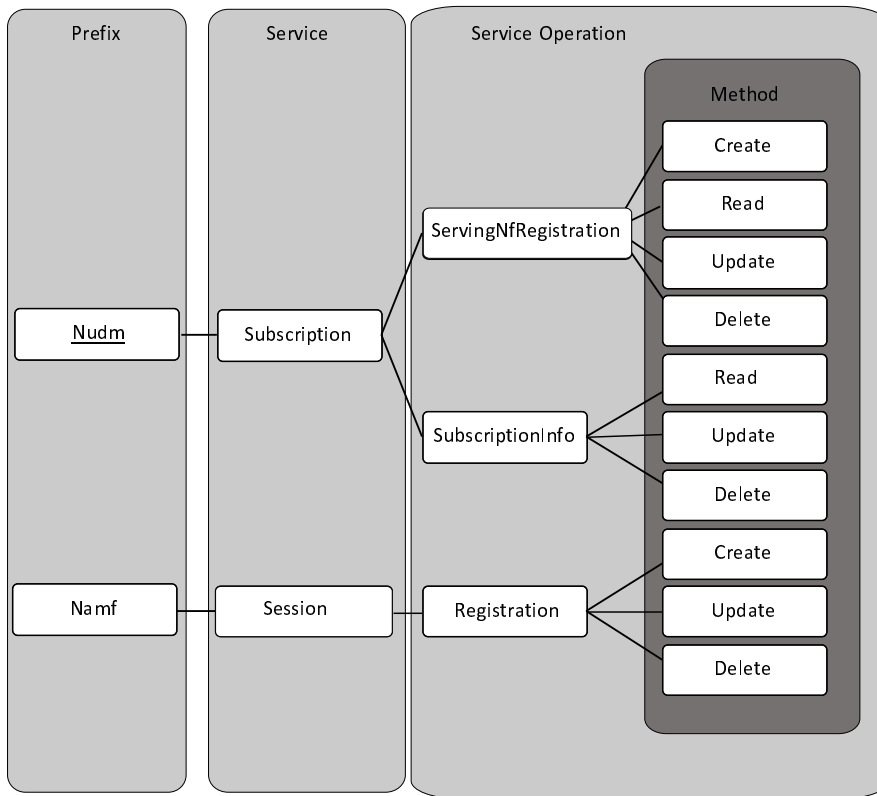 Prefix
Service
Service Operation
Method
Create
Read
ServingNfRegistration
Update
Delete
Nudm
Subscription
Read
SubscriptionInfo
Update
Delete
Create
Namf
Session
Registration
Update
Delete